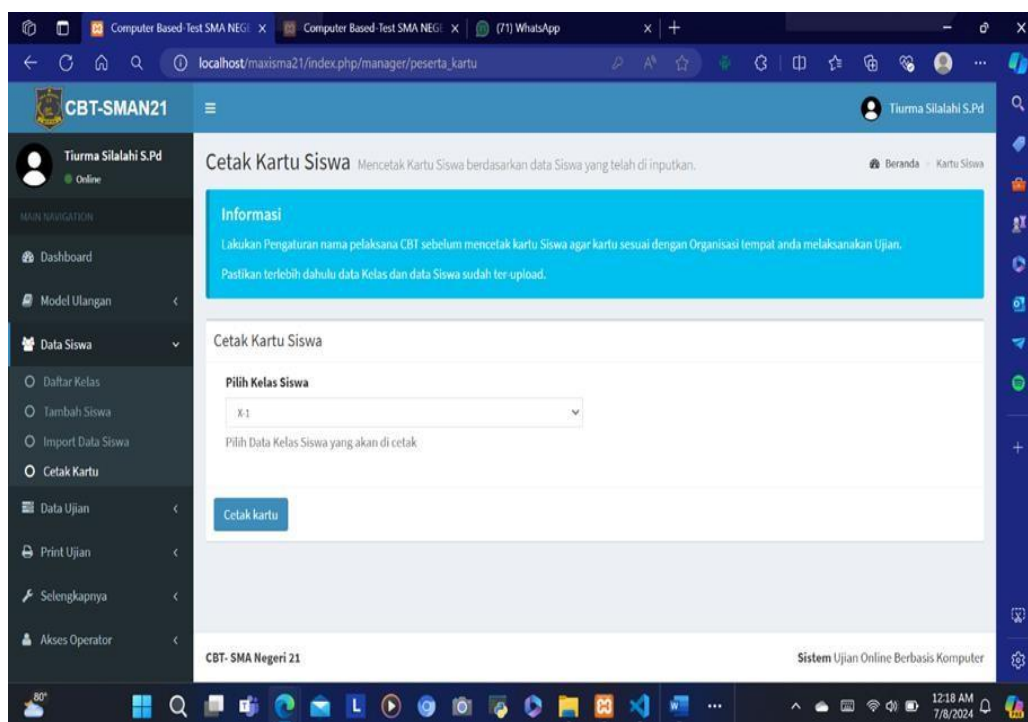 Computer Based-Test SMA NEGE
Computer Based-Test SMA NEGE
(71) WhatsApp
localhost/maxisma21/index.php/manager/peserta_kartu
CBT-SMAN21
Tiurma Silalahi S.Pd
Tiurma Silalahi S.Pd
Online
Cetak Kartu Siswa Mencetak Kartu Siswa berdasarkan data Siswa yang telah di inputkan.
Beranda Kartu Siswa
MAIN NAVIGATION
Dashboard
Model Ulangan
Data Siswa
Daftar Kelas
Tambah Siswa
Import Data Siswa
Cetak Kartu
Data Ujian
Print Ujian
Selengkapnya
Akses Operator
Informasi
Lakukan Pengaturan nama pelaksana CBT sebelum mencetak kartu Siswa agar kartu sesuai dengan Organisasi tempat anda melaksanakan Ujian.
Pastikan terlebih dahulu data Kelas dan data Siswa sudah ter-upload.
Cetak Kartu Siswa
Pilih Kelas Siswa
X-1
Pilih Data Kelas Siswa yang akan di cetak
Cetak kartu
CBT- SMA Negeri 21
Sistem Ujian Online Berbasis Komputer
80°
12:18 AM
7/8/2024